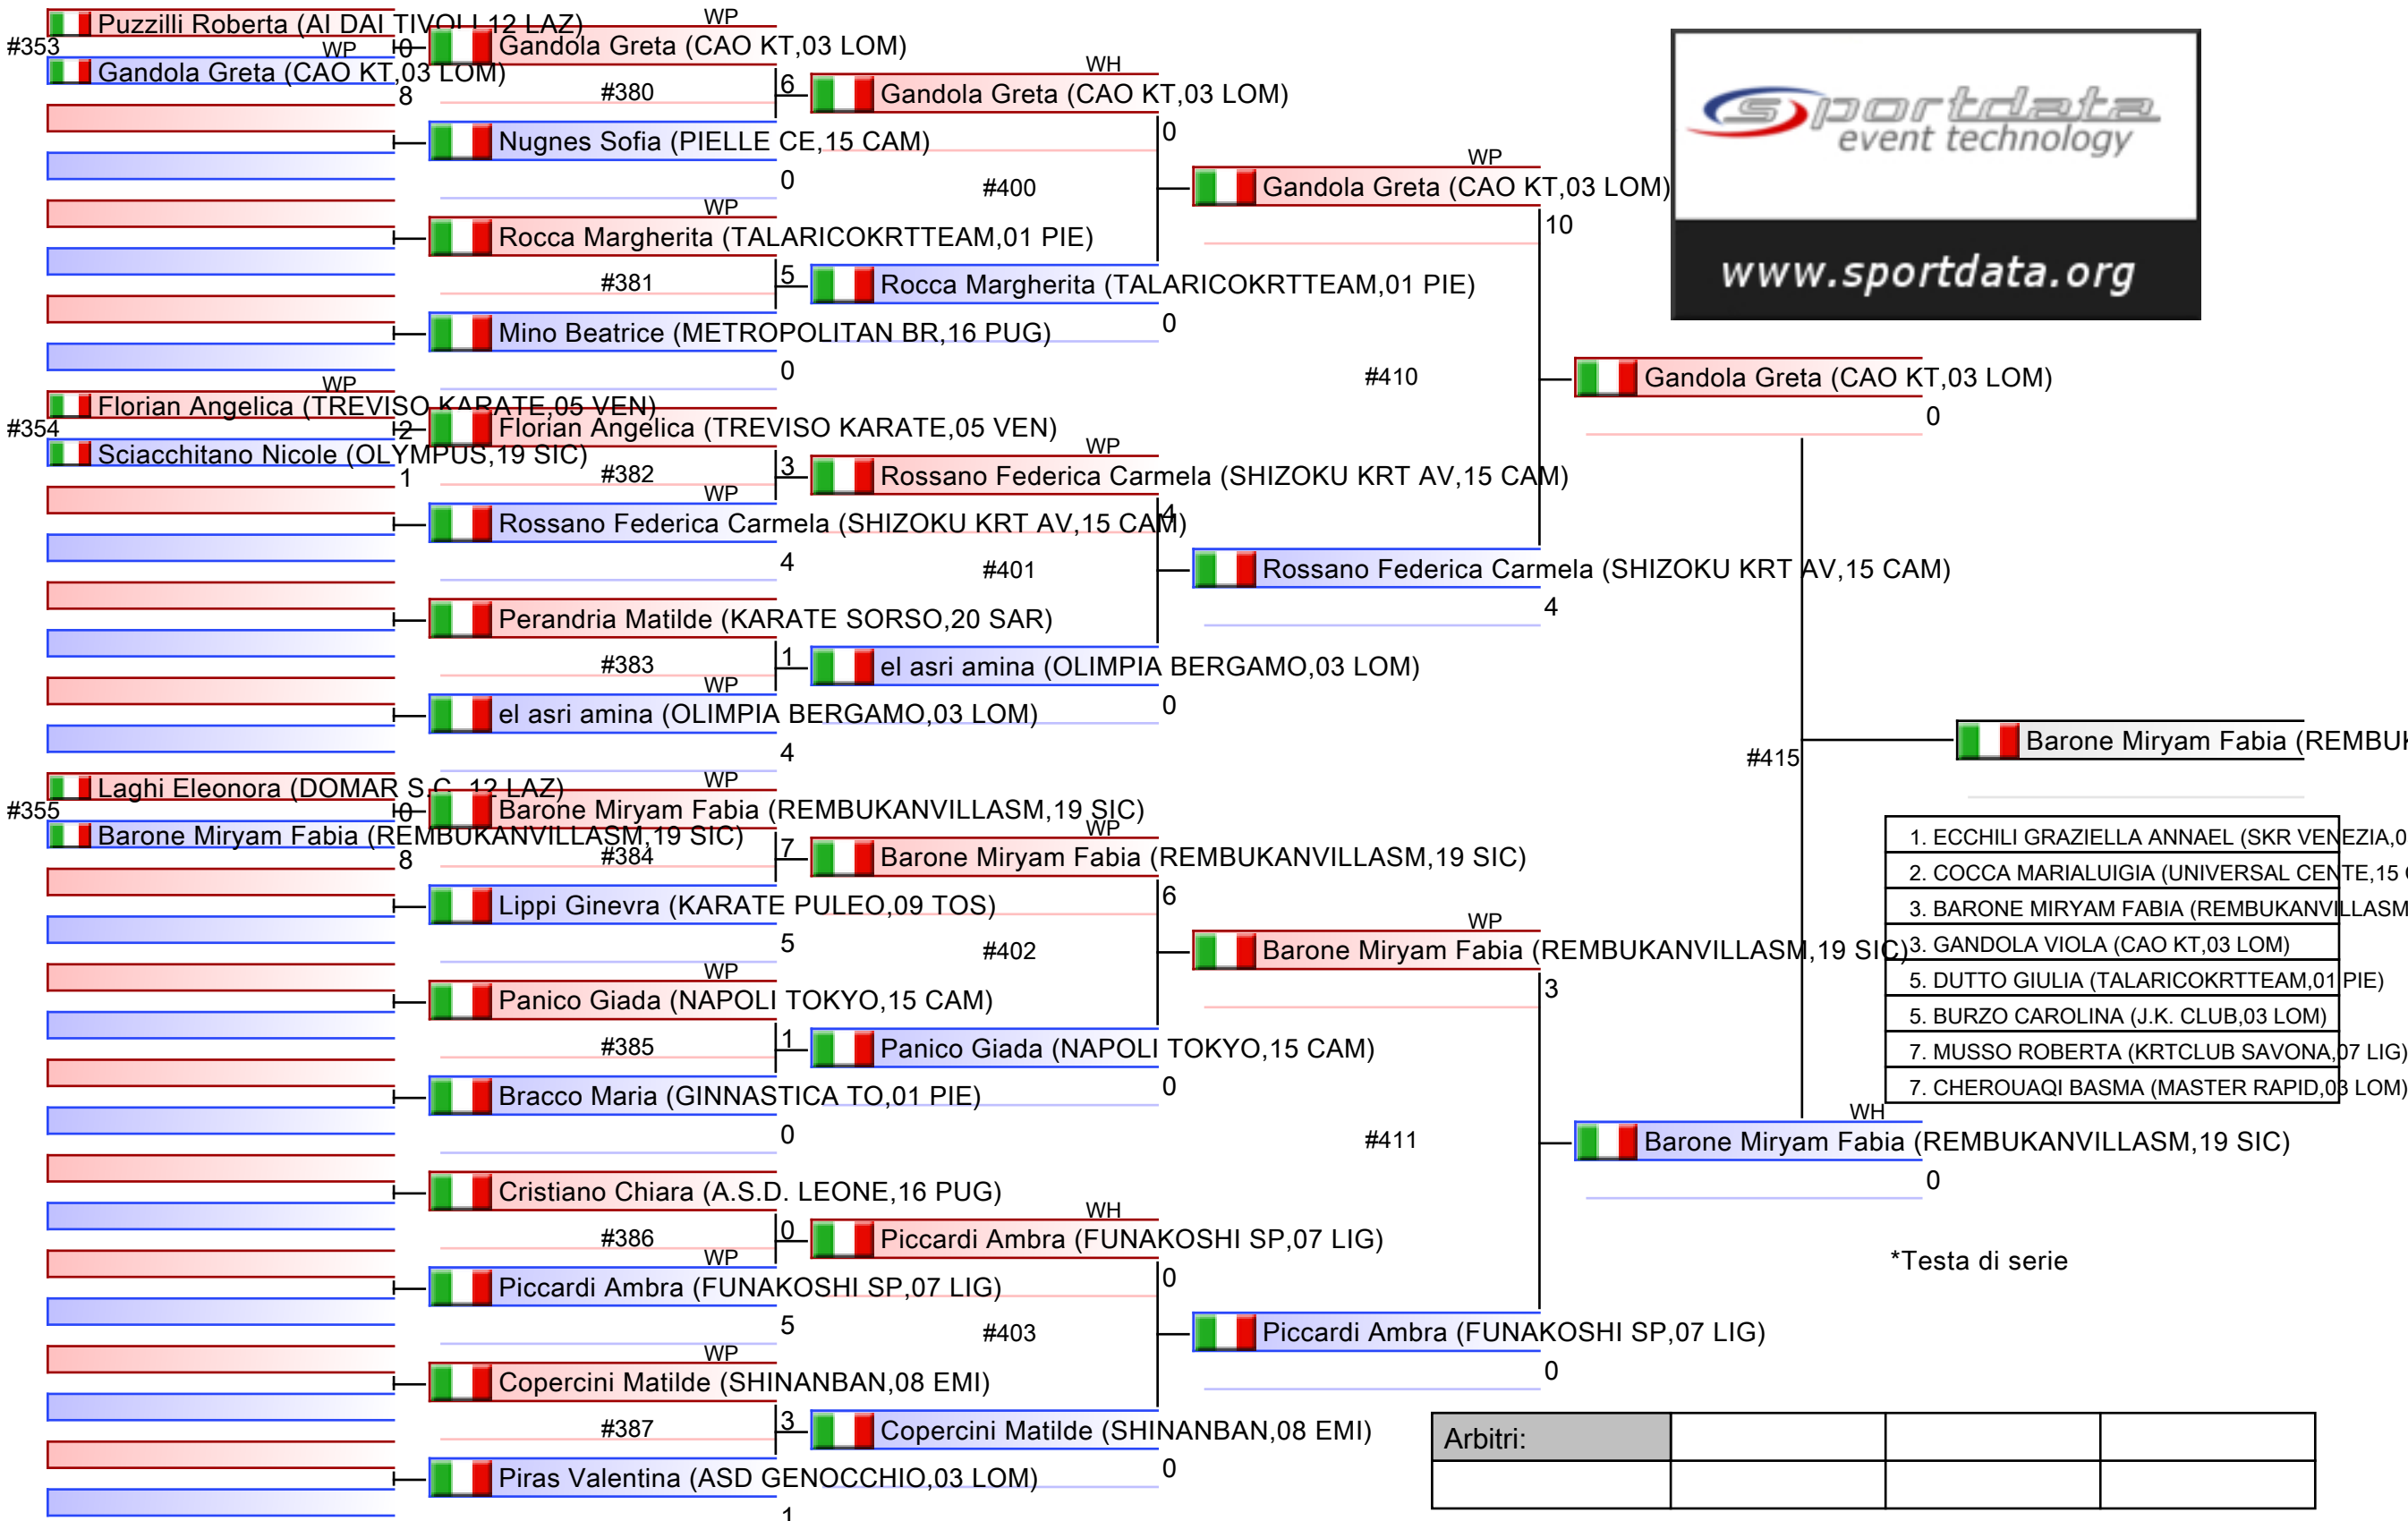 Puzzilli Roberta (AI DAI TIVOLI,12 LAZ)
#353
WP
0
Gandola Greta (CAO KT,03 LOM)
8
Florian Angelica (TREVISO KARATE,05 VEN)
WP
#354
2
Sciacchitano Nicole (OLYMPUS,19 SIC)
1
Laghi Eleonora (DOMAR S.C.,12 LAZ)
#355
0
Barone Miryam Fabia (REMBUKANVILLASM,19 SIC)
8
WP
Gandola Greta (CAO KT,03 LOM)
#380
6
Nugnes Sofia (PIELLE CE,15 CAM)
0
WP
Rocca Margherita (TALARICOKRTTEAM,01 PIE)
#381
5
Mino Beatrice (METROPOLITAN BR,16 PUG)
0
Florian Angelica (TREVISO KARATE,05 VEN)
#382
3
WP
Rossano Federica Carmela (SHIZOKU KRT AV,15 CAM)
4
Perandria Matilde (KARATE SORSO,20 SAR)
#383
1
WP
el asri amina (OLIMPIA BERGAMO,03 LOM)
4
WP
Barone Miryam Fabia (REMBUKANVILLASM,19 SIC)
#384
7
Lippi Ginevra (KARATE PULEO,09 TOS)
5
WP
Panico Giada (NAPOLI TOKYO,15 CAM)
#385
1
Bracco Maria (GINNASTICA TO,01 PIE)
0
Cristiano Chiara (A.S.D. LEONE,16 PUG)
#386
0
WP
Piccardi Ambra (FUNAKOSHI SP,07 LIG)
5
WP
Copercini Matilde (SHINANBAN,08 EMI)
#387
3
Piras Valentina (ASD GENOCCHIO,03 LOM)
1
WH
Gandola Greta (CAO KT,03 LOM)
0
#400
Rocca Margherita (TALARICOKRTTEAM,01 PIE)
0
WP
Rossano Federica Carmela (SHIZOKU KRT AV,15 CAM)
4
#401
el asri amina (OLIMPIA BERGAMO,03 LOM)
0
WP
Barone Miryam Fabia (REMBUKANVILLASM,19 SIC)
6
#402
Panico Giada (NAPOLI TOKYO,15 CAM)
0
WH
Piccardi Ambra (FUNAKOSHI SP,07 LIG)
0
#403
Copercini Matilde (SHINANBAN,08 EMI)
0
WP
Gandola Greta (CAO KT,03 LOM)
10
#410
Rossano Federica Carmela (SHIZOKU KRT AV,15 CAM)
4
WP
Barone Miryam Fabia (REMBUKANVILLASM,19 SIC)
3
#411
Piccardi Ambra (FUNAKOSHI SP,07 LIG)
0
Gandola Greta (CAO KT,03 LOM)
0
#415
WH
Barone Miryam Fabia (REMBUKANVILLASM,19 SIC)
0
sportdata
event technology
www.sportdata.org
Barone Miryam Fabia
1. ECCHILI GRAZIELLA ANNAEL (SKR VENEZIA,0
2. COCCA MARIALUIGIA (UNIVERSAL CENTE,15
3. BARONE MIRYAM FABIA (REMBUKANVILLASM
3. GANDOLA VIOLA (CAO KT,03 LOM)
5. DUTTO GIULIA (TALARICOKRTTEAM,01 PIE)
5. BURZO CAROLINA (J.K. CLUB,03 LOM)
7. MUSSO ROBERTA (KRTCLUB SAVONA,07 LIG)
7. CHEROUAQI BASMA (MASTER RAPID,03 LOM)
*Testa di serie
Arbitri: